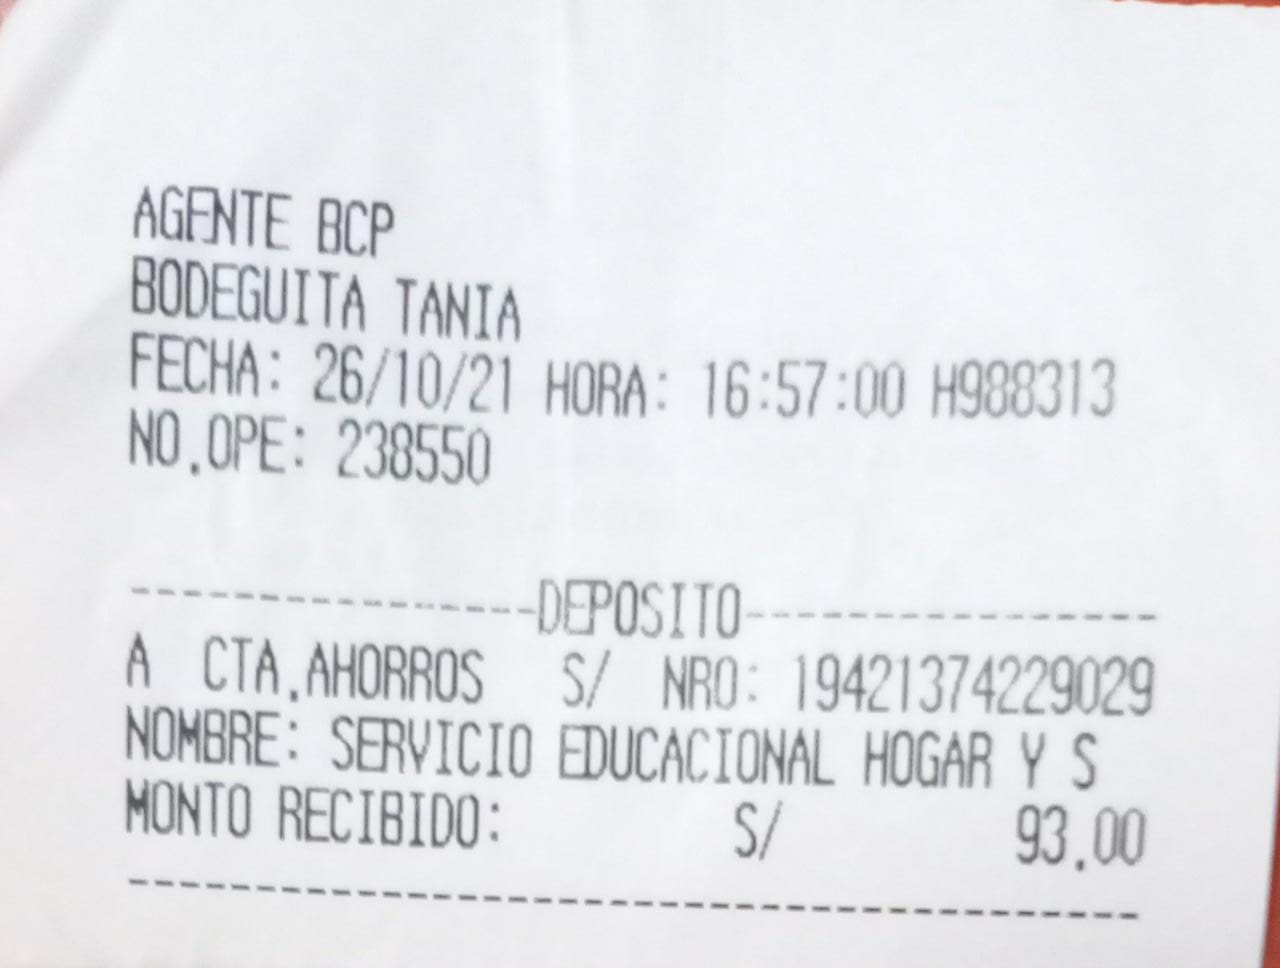 AGENTE BCP
BODEGUITA TANIA
FECHA: 26/10/21 HORA: 16:57:00 H988313
NO.OPE: 238550
----------------DEPOSITO----------------
A CTA.AHORROS S/ NRO: 19421374229029
NOMBRE: SERVICIO EDUCACIONAL HOGAR Y S
MONTO RECIBIDO: S/ 93.00
----------------------------------------